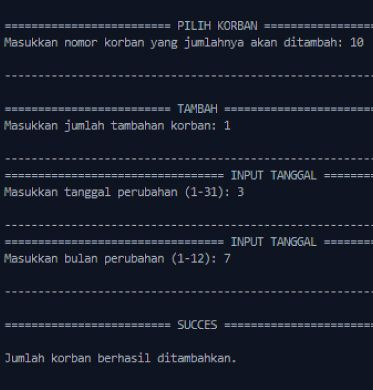 ========================= PILIH KORBAN =================
Masukkan nomor korban yang jumlahnya akan ditambah: 10
--------------------------------------------------------
========================= TAMBAH =======================
Masukkan jumlah tambahan korban: 1
--------------------------------------------------------
================================= INPUT TANGGAL ========
Masukkan tanggal perubahan (1-31): 3
--------------------------------------------------------
================================= INPUT TANGGAL ========
Masukkan bulan perubahan (1-12): 7
--------------------------------------------------------
========================= SUCCES =======================
Jumlah korban berhasil ditambahkan.